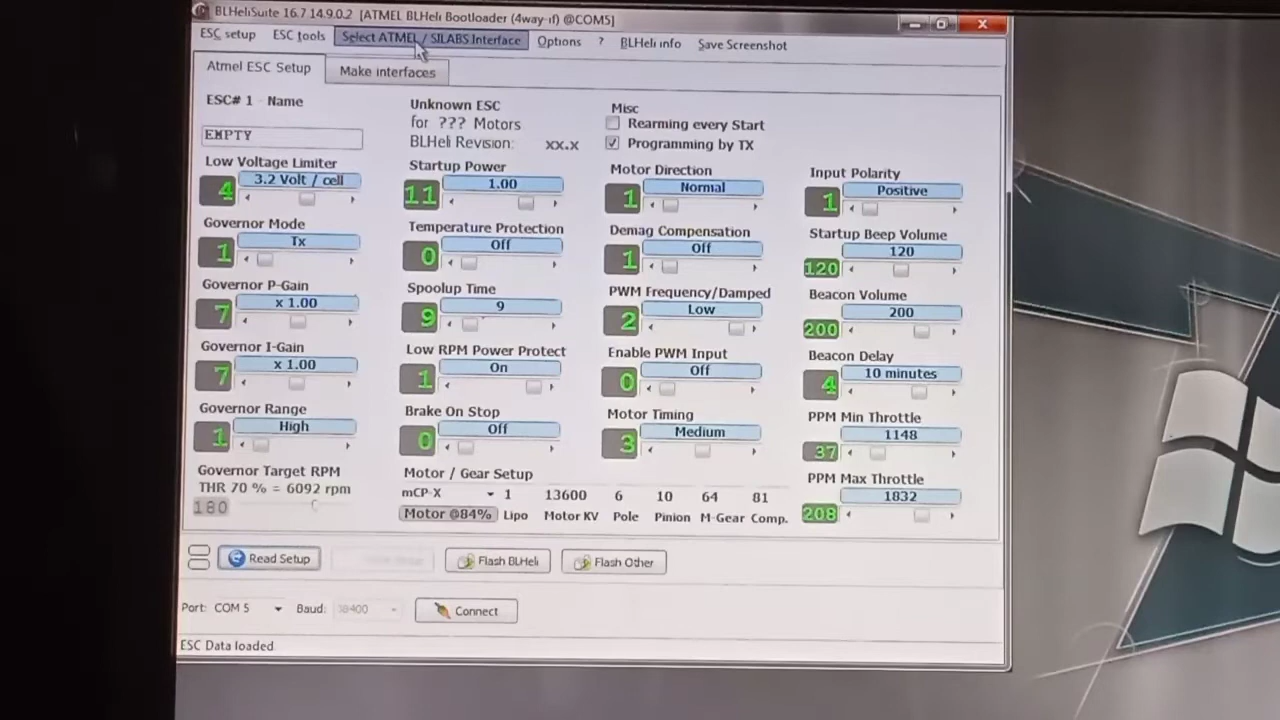 BLHeliSuite 16.7 14.9.0.2 [ATMEL BLHeli Bootloader (4way-if) @COM5]
ESC setup ESC tools Select ATMEL / SILABS Interface Options ? BLHeli info Save Screenshot
Atmel ESC Setup Make interfaces
ESC# 1 - Name
EMPTY
Unknown ESC
for ??? Motors
BLHeli Revision: xx.x
Misc
Rearming every Start
Programming by TX
Low Voltage Limiter
4 3.2 Volt / cell
Startup Power
11 1.00
Motor Direction
1 Normal
Input Polarity
1 Positive
Governor Mode
1 Tx
Temperature Protection
0 Off
Demag Compensation
1 Off
Startup Beep Volume
120 120
Governor P-Gain
7 x 1.00
Spoolup Time
9 9
PWM Frequency/Damped
2 Low
Beacon Volume
200 200
Governor I-Gain
7 x 1.00
Low RPM Power Protect
1 On
Enable PWM Input
0 Off
Beacon Delay
4 10 minutes
Governor Range
1 High
Brake On Stop
0 Off
Motor Timing
3 Medium
PPM Min Throttle
37 1148
Governor Target RPM
THR 70 % = 6092 rpm
180
Motor / Gear Setup
mCP-X 1 13600 6 10 64 81
Motor @84% Lipo Motor KV Pole Pinion M-Gear Comp.
PPM Max Throttle
208 1832
Read Setup Flash BLHeli Flash Other
Port: COM 5 Baud: 38400 Connect
ESC Data loaded